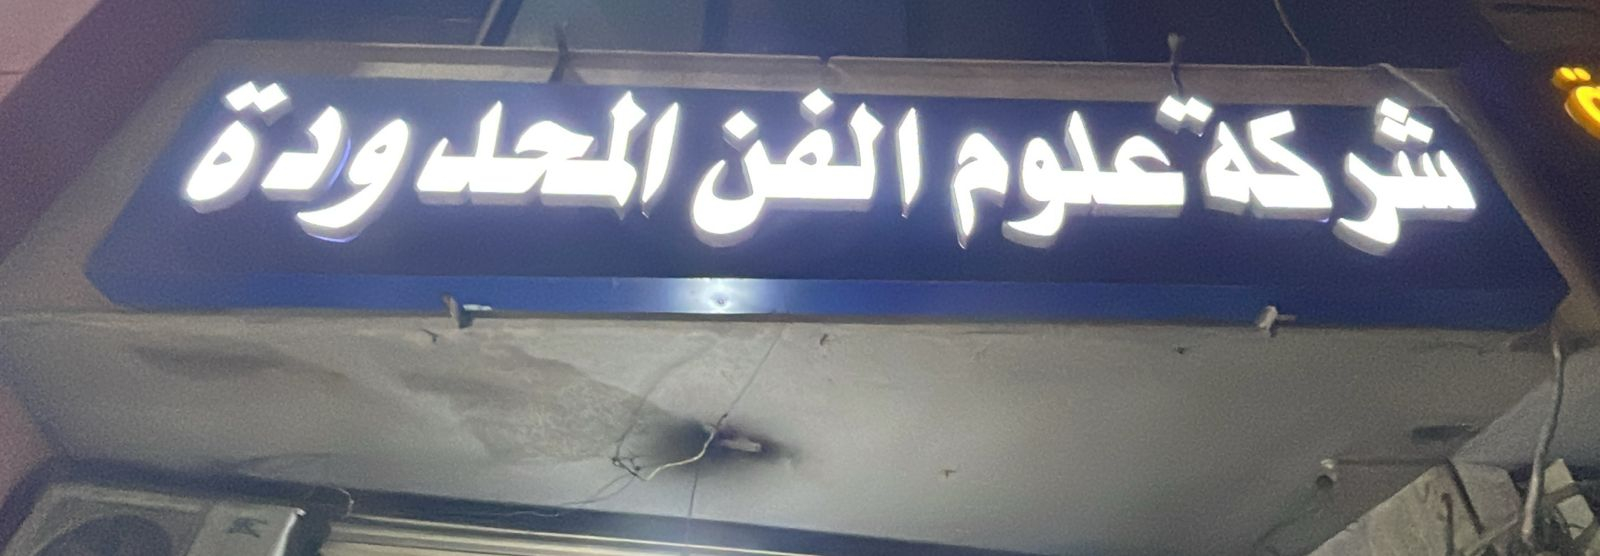 شركة علوم الفن المحدودة